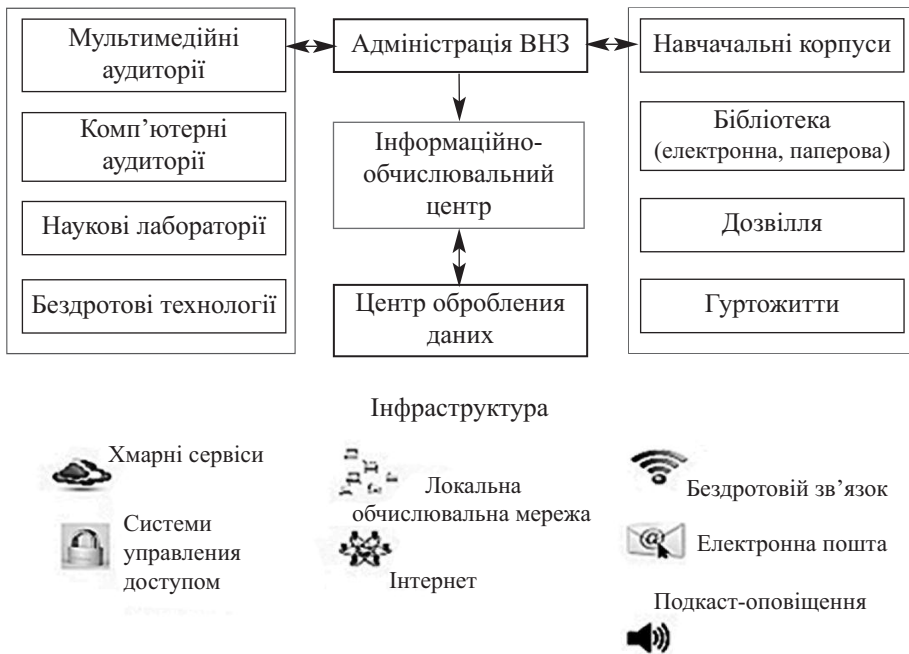 Мультимедійні
аудиторії
Комп’ютерні
аудиторії
Наукові лабораторії
Бездротові технології
Адміністрація ВНЗ
Інформаційно-
обчислювальний
центр
Центр оброблення
даних
Навчачальні корпуси
Бібліотека
(електронна, паперова)
Дозвілля
Гуртожитти
Інфраструктура
Хмарні сервіси
Системи
управління
доступом
Локальна
обчислювальна мережа
Інтернет
Бездротовій зв’язок
@
Електронна пошта
Подкаст-оповіщення